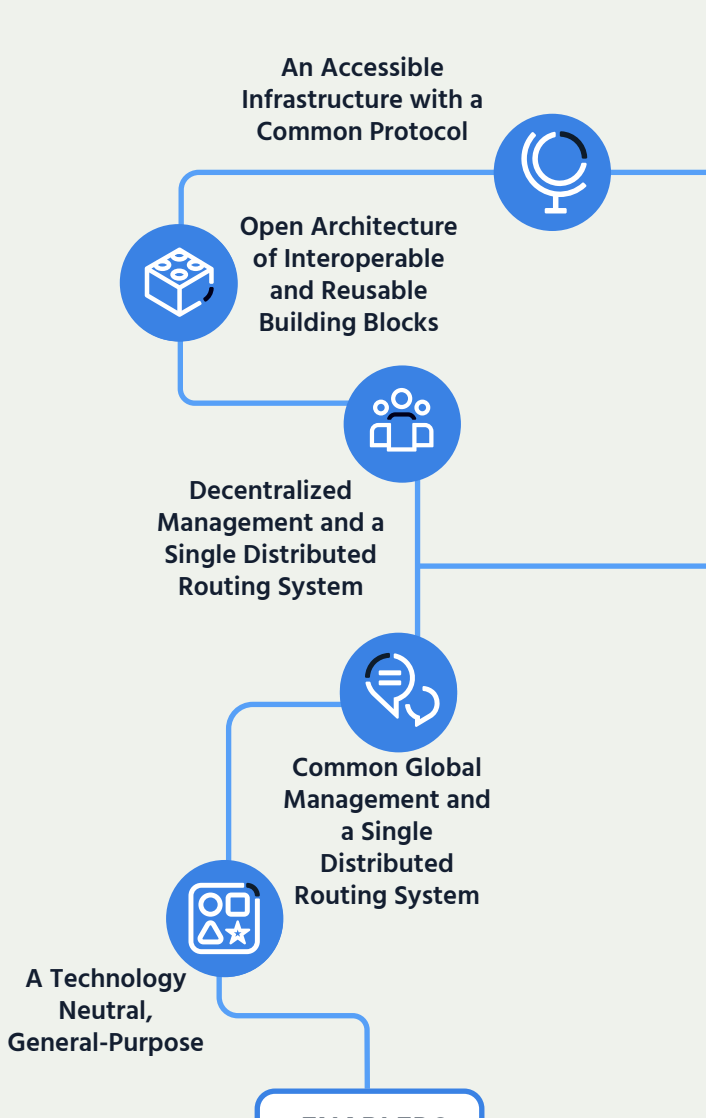 An Accessible
Infrastructure with a
Common Protocol
Open Architecture
of Interoperable
and Reusable
Building Blocks
Decentralized
Management and a
Single Distributed
Routing System
Common Global
Management and
a Single
Distributed
Routing System
A Technology
Neutral,
General-Purpose